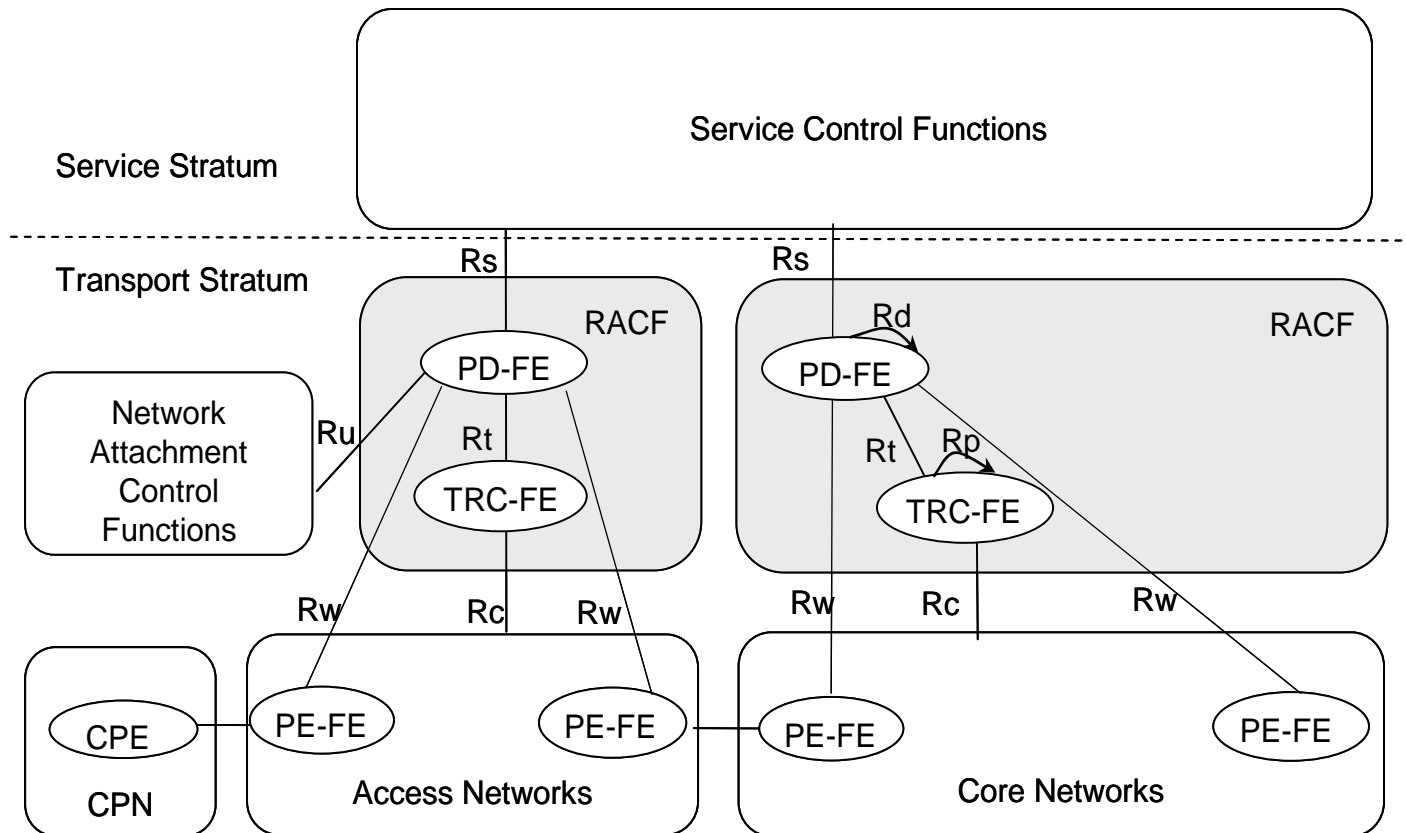 Service Control Functions
Service Stratum
Rs
Rs
Transport Stratum
RACF
RACF
Rd
PD-FE
PD-FE
Network
Attachment
Control
Functions
Ru
Rt
Rt
Rp
TRC-FE
TRC-FE
Rw
Rc
Rw
Rw
Rc
Rw
CPE
PE-FE
PE-FE
PE-FE
PE-FE
CPN
Access Networks
Core Networks